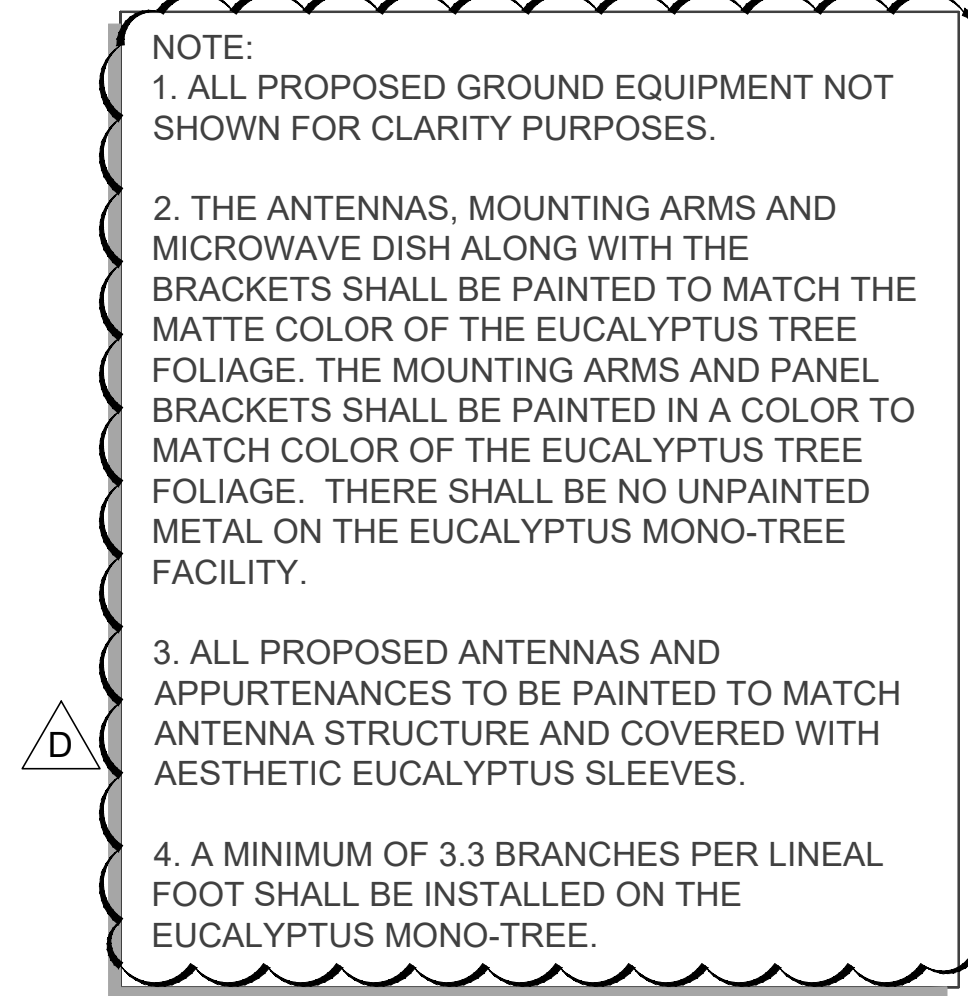 NOTE:
1. ALL PROPOSED GROUND EQUIPMENT NOT
SHOWN FOR CLARITY PURPOSES.
2. THE ANTENNAS, MOUNTING ARMS AND
MICROWAVE DISH ALONG WITH THE
BRACKETS SHALL BE PAINTED TO MATCH THE
MATTE COLOR OF THE EUCALYPTUS TREE
FOLIAGE. THE MOUNTING ARMS AND PANEL
BRACKETS SHALL BE PAINTED IN A COLOR TO
MATCH COLOR OF THE EUCALYPTUS TREE
FOLIAGE.  THERE SHALL BE NO UNPAINTED
METAL ON THE EUCALYPTUS MONO-TREE
FACILITY.
3. ALL PROPOSED ANTENNAS AND
APPURTENANCES TO BE PAINTED TO MATCH
ANTENNA STRUCTURE AND COVERED WITH
AESTHETIC EUCALYPTUS SLEEVES.
D
4. A MINIMUM OF 3.3 BRANCHES PER LINEAL
FOOT SHALL BE INSTALLED ON THE
EUCALYPTUS MONO-TREE.